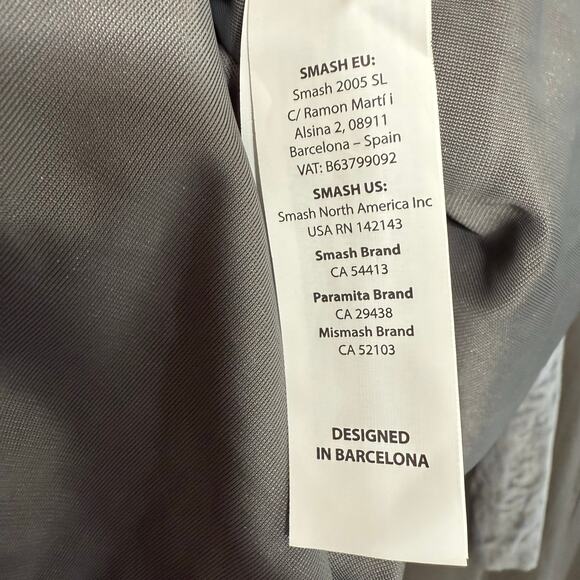 SMASH EU:
Smash 2005 SL
C/ Ramon Martí i
Alsina 2, 08911
Barcelona – Spain
VAT: B63799092
SMASH US:
Smash North America Inc
USA RN 142143
Smash Brand
CA 54413
Paramita Brand
CA 29438
Mismash Brand
CA 52103
DESIGNED
IN BARCELONA